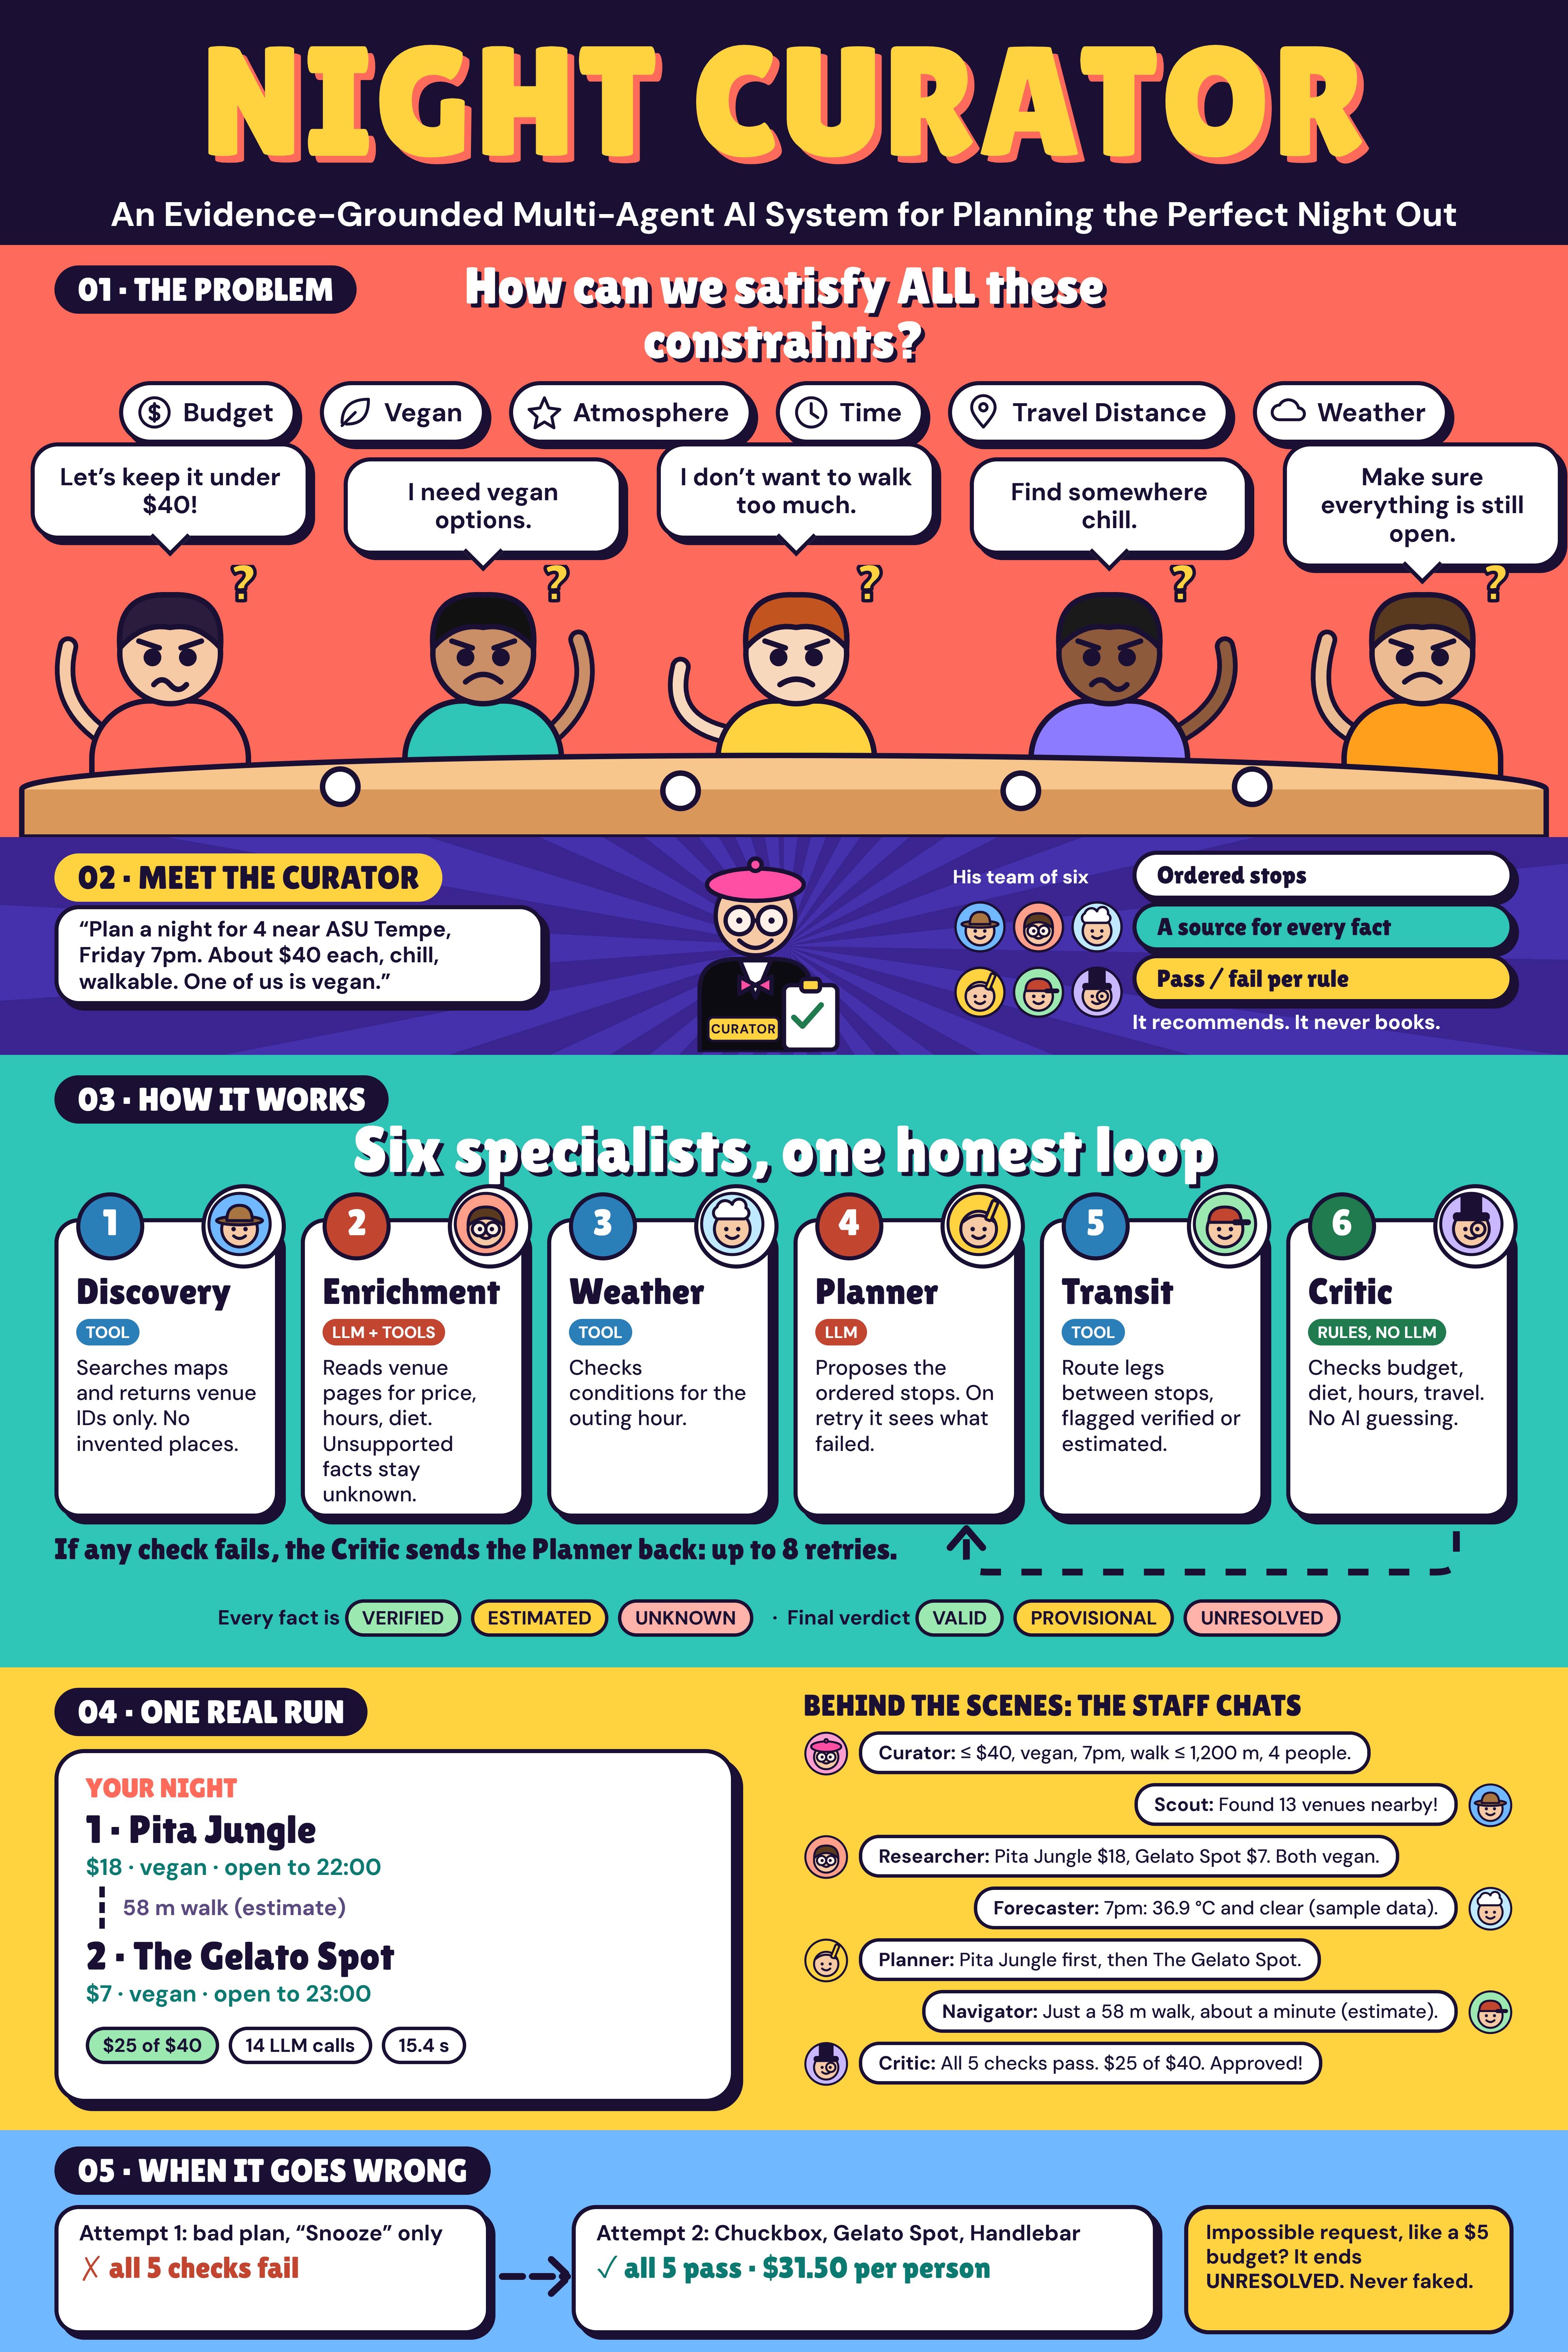 NIGHT CURATOR
An Evidence-Grounded Multi-Agent AI System for Planning the Perfect Night Out
01 · THE PROBLEM
How can we satisfy ALL these
constraints?
$ Budget
Vegan
Atmosphere
Time
Travel Distance
Weather
Let's keep it under
$40!
I need vegan
options.
I don't want to walk
too much.
Find somewhere
chill.
Make sure
everything is still
open.
?
?
?
?
?
02 · MEET THE CURATOR
“Plan a night for 4 near ASU Tempe,
Friday 7pm. About $40 each, chill,
walkable. One of us is vegan.”
CURATOR
His team of six
Ordered stops
A source for every fact
Pass / fail per rule
It recommends. It never books.
03 · HOW IT WORKS
Six specialists, one honest loop
1
Discovery
TOOL
Searches maps
and returns venue
IDs only. No
invented places.
2
Enrichment
LLM + TOOLS
Reads venue
pages for price,
hours, diet.
Unsupported
facts stay
unknown.
3
Weather
TOOL
Checks
conditions for the
outing hour.
4
Planner
LLM
Proposes the
ordered stops. On
retry it sees what
failed.
5
Transit
TOOL
Route legs
between stops,
flagged verified or
estimated.
6
Critic
RULES, NO LLM
Checks budget,
diet, hours, travel.
No AI guessing.
If any check fails, the Critic sends the Planner back: up to 8 retries.
Every fact is VERIFIED ESTIMATED UNKNOWN · Final verdict VALID PROVISIONAL UNRESOLVED
04 · ONE REAL RUN
YOUR NIGHT
1 · Pita Jungle
$18 · vegan · open to 22:00
58 m walk (estimate)
2 · The Gelato Spot
$7 · vegan · open to 23:00
$25 of $40
14 LLM calls
15.4 s
BEHIND THE SCENES: THE STAFF CHATS
Curator: ≤ $40, vegan, 7pm, walk ≤ 1,200 m, 4 people.
Scout: Found 13 venues nearby!
Researcher: Pita Jungle $18, Gelato Spot $7. Both vegan.
Forecaster: 7pm: 36.9 °C and clear (sample data).
Planner: Pita Jungle first, then The Gelato Spot.
Navigator: Just a 58 m walk, about a minute (estimate).
Critic: All 5 checks pass. $25 of $40. Approved!
05 · WHEN IT GOES WRONG
Attempt 1: bad plan, “Snooze” only
✗ all 5 checks fail
Attempt 2: Chuckbox, Gelato Spot, Handlebar
✓ all 5 pass · $31.50 per person
Impossible request, like a $5
budget? It ends
UNRESOLVED. Never faked.